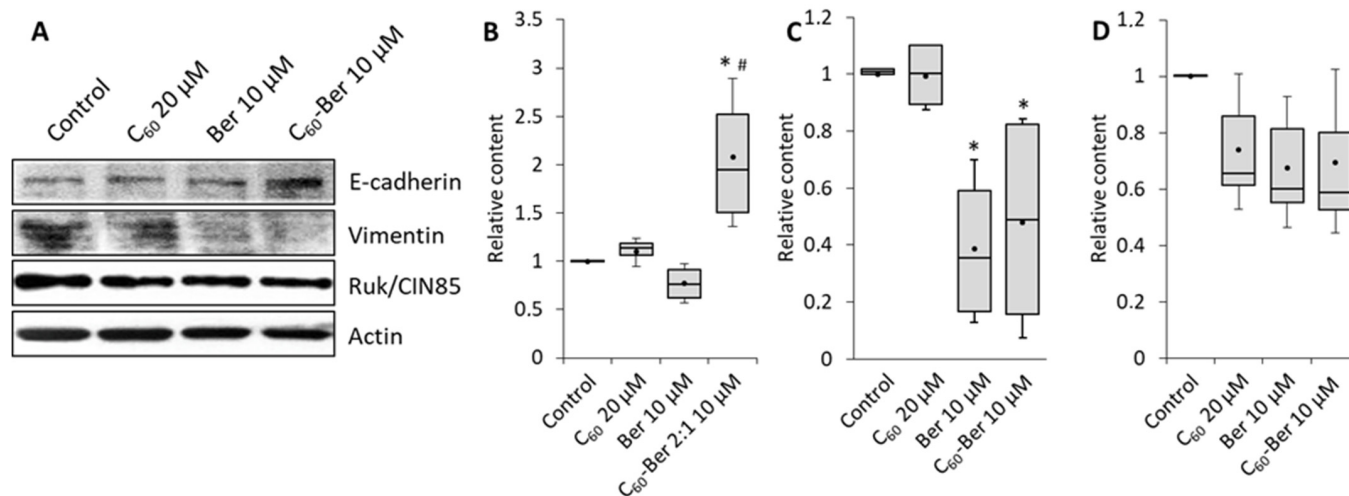 A
Control
C₆₀ 20 µM
Ber 10 µM
C₆₀-Ber 10 µM
E-cadherin
Vimentin
Ruk/CIN85
Actin
B
Relative content
3.5
3
2.5
2
1.5
1
0.5
0
* #
Control
C₆₀ 20 µM
Ber 10 µM
C₆₀-Ber 2:1 10 µM
C
Relative content
1.2
1
0.8
0.6
0.4
0.2
0
*
*
Control
C₆₀ 20 µM
Ber 10 µM
C₆₀-Ber 10 µM
D
Relative content
1.2
1
0.8
0.6
0.4
0.2
0
Control
C₆₀ 20 µM
Ber 10 µM
C₆₀-Ber 10 µM